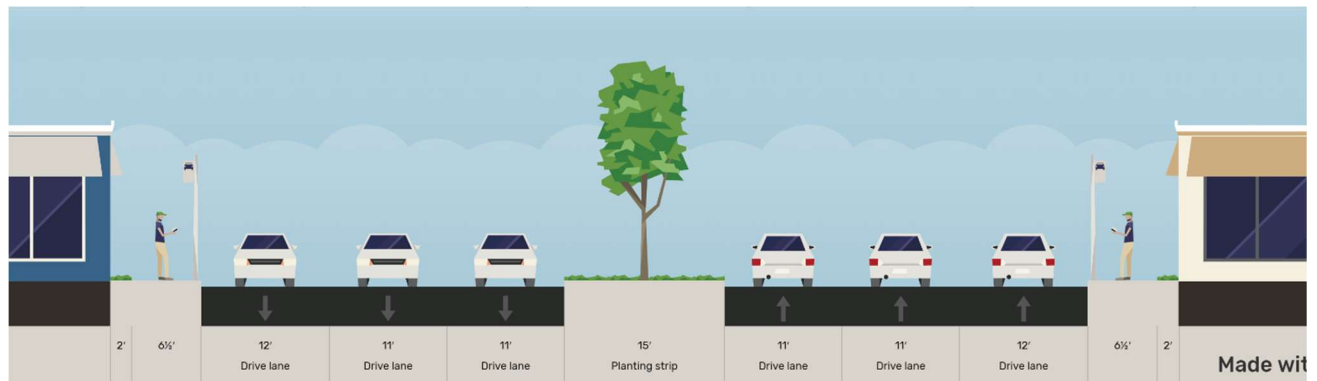 2' 6½' 12' 11' 11' 15' 11' 11' 12' 6½' 2'
Drive lane Drive lane Drive lane Planting strip Drive lane Drive lane Drive lane
Made wit